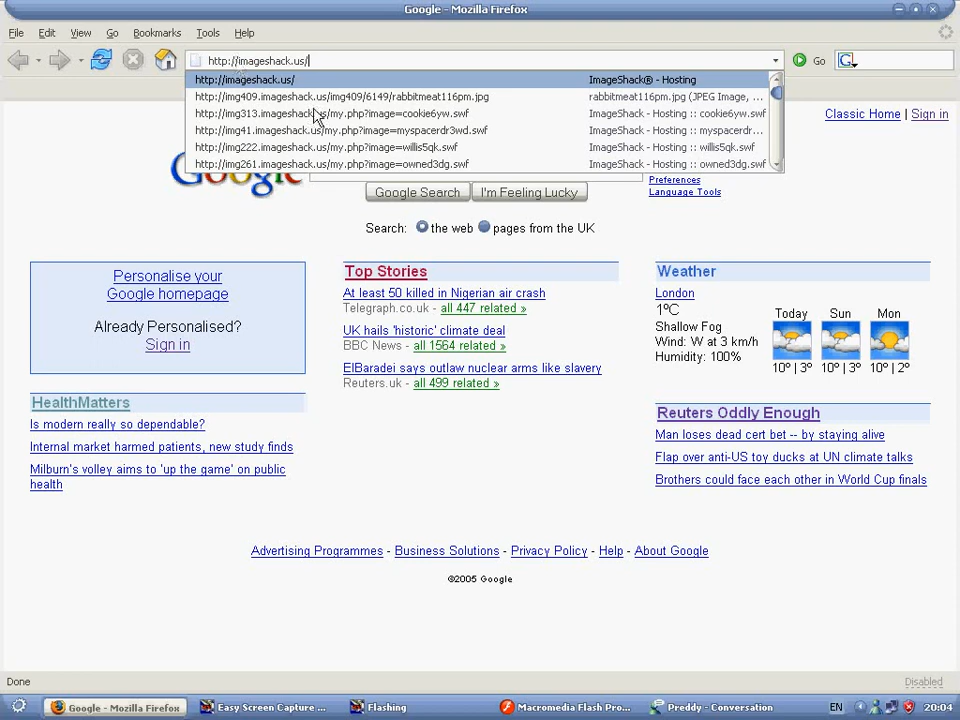 Google - Mozilla Firefox
File Edit View Go Bookmarks Tools Help
http://imageshack.us/ Go
http://imageshack.us/ ImageShack® - Hosting
http://img409.imageshack.us/img409/6149/rabbitmeat116pm.jpg rabbitmeat116pm.jpg (JPEG Image, ...
http://img313.imageshack.us/my.php?image=cookie6yw.swf ImageShack - Hosting :: cookie6yw.swf
http://img41.imageshack.us/my.php?image=myspacerdr3wd.swf ImageShack - Hosting :: myspacerdr...
http://img222.imageshack.us/my.php?image=willis5qk.swf ImageShack - Hosting :: willis5qk.swf
http://img261.imageshack.us/my.php?image=owned3dg.swf ImageShack - Hosting :: owned3dg.swf
Classic Home | Sign in
Preferences
Language Tools
Google Search I'm Feeling Lucky
Search: the web pages from the UK
Personalise your
Google homepage
Already Personalised?
Sign in
HealthMatters
Is modern really so dependable?
Internal market harmed patients, new study finds
Milburn's volley aims to 'up the game' on public
health
Top Stories
At least 50 killed in Nigerian air crash
Telegraph.co.uk - all 447 related »
UK hails 'historic' climate deal
BBC News - all 1564 related »
ElBaradei says outlaw nuclear arms like slavery
Reuters.uk - all 499 related »
Weather
London
1°C
Shallow Fog
Wind: W at 3 km/h
Humidity: 100%
Today Sun Mon
10° | 3° 10° | 3° 10° | 2°
Reuters Oddly Enough
Man loses dead cert bet -- by staying alive
Flap over anti-US toy ducks at UN climate talks
Brothers could face each other in World Cup finals
Advertising Programmes - Business Solutions - Privacy Policy - Help - About Google
©2005 Google
Done Disabled
Google - Mozilla Firefox Easy Screen Capture ... Flashing Macromedia Flash Pro... Preddy - Conversation EN 20:04